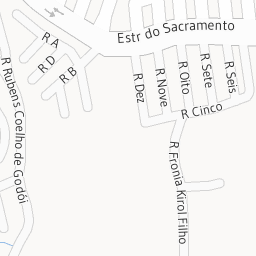 Estr do Sacramento
R A
R D
R B
R Dez
R Nove
R Oito
R Sete
R Seis
R Cinco
R Rubens Coelho de Godói
R Fronia Kirol Filho